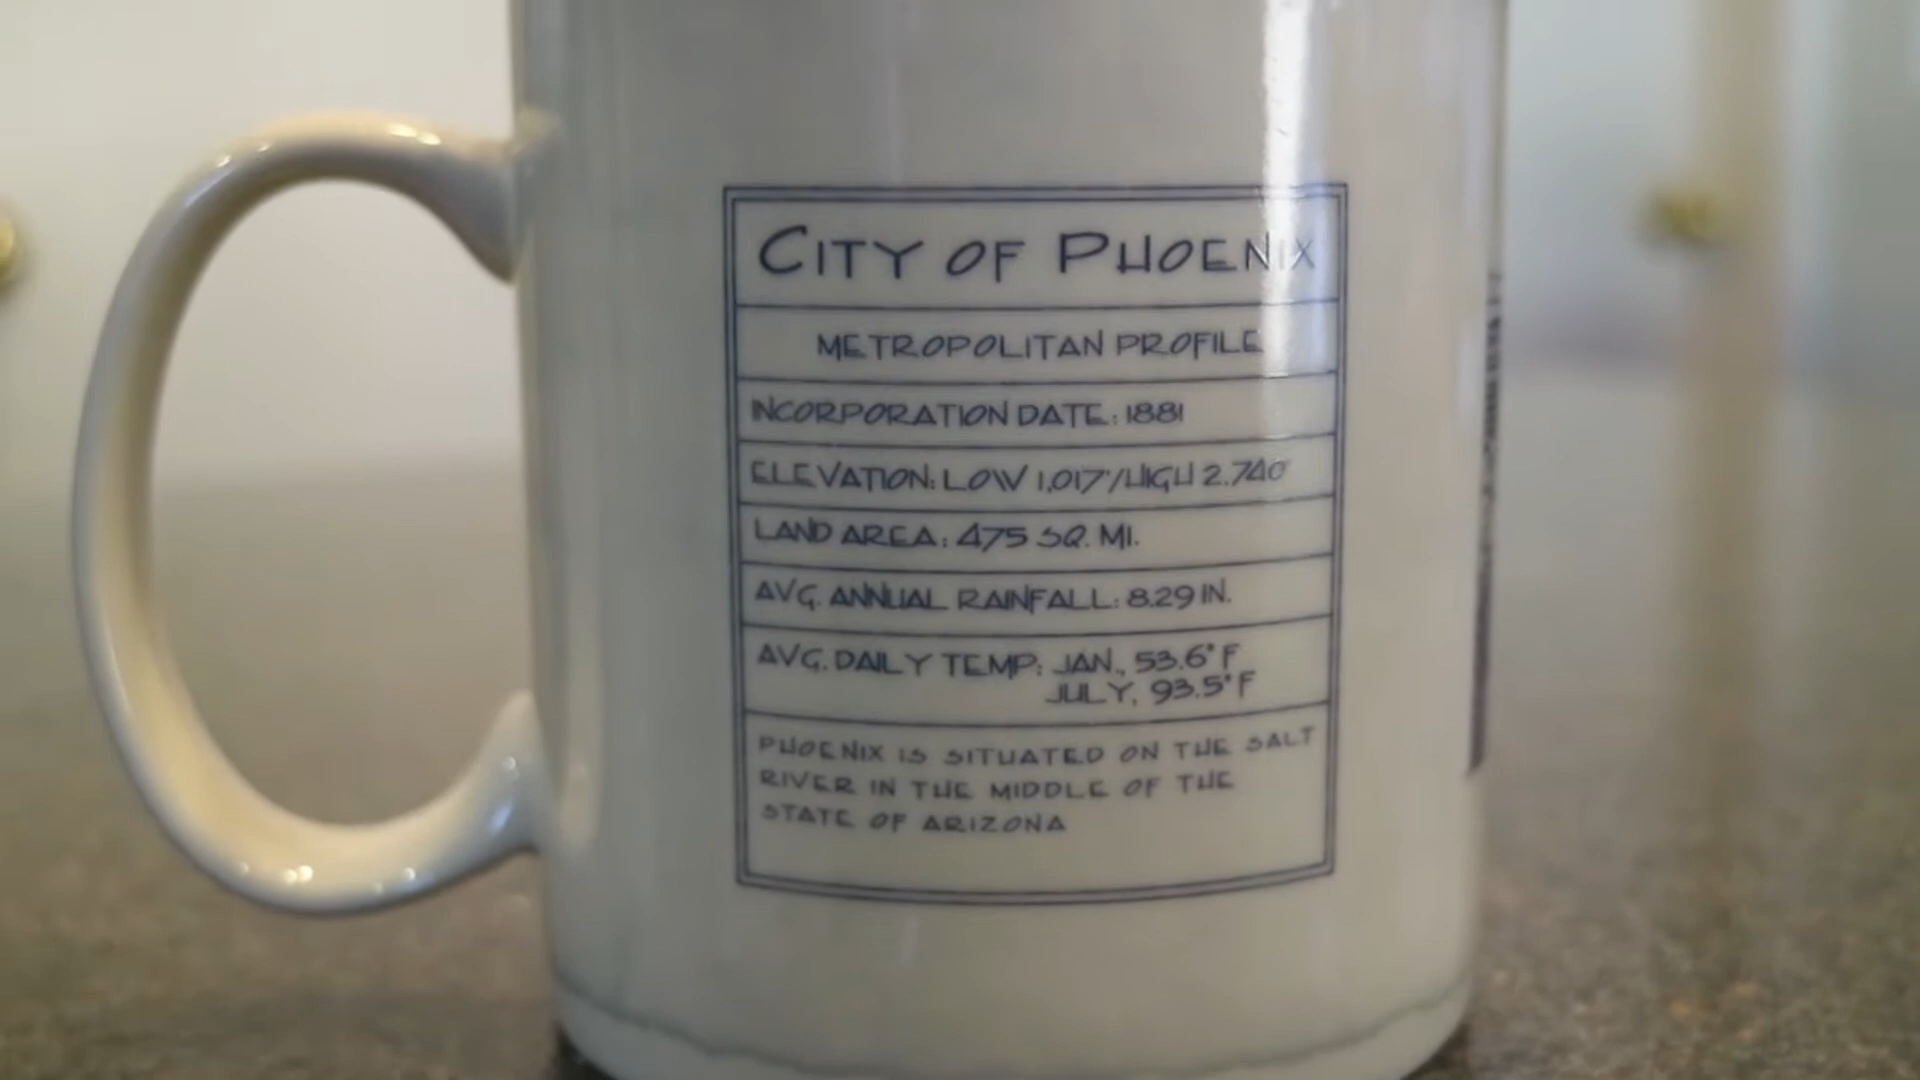 CITY OF PHOENIX
METROPOLITAN PROFILE
INCORPORATION DATE: 1881
ELEVATION: LOW 1,017'/HIGH 2.740'
LAND AREA: 475 SQ. MI.
AVG. ANNUAL RAINFALL: 8.29 IN.
AVG. DAILY TEMP: JAN., 53.6° F
JULY, 93.5° F
PHOENIX IS SITUATED ON THE SALT
RIVER IN THE MIDDLE OF THE
STATE OF ARIZONA